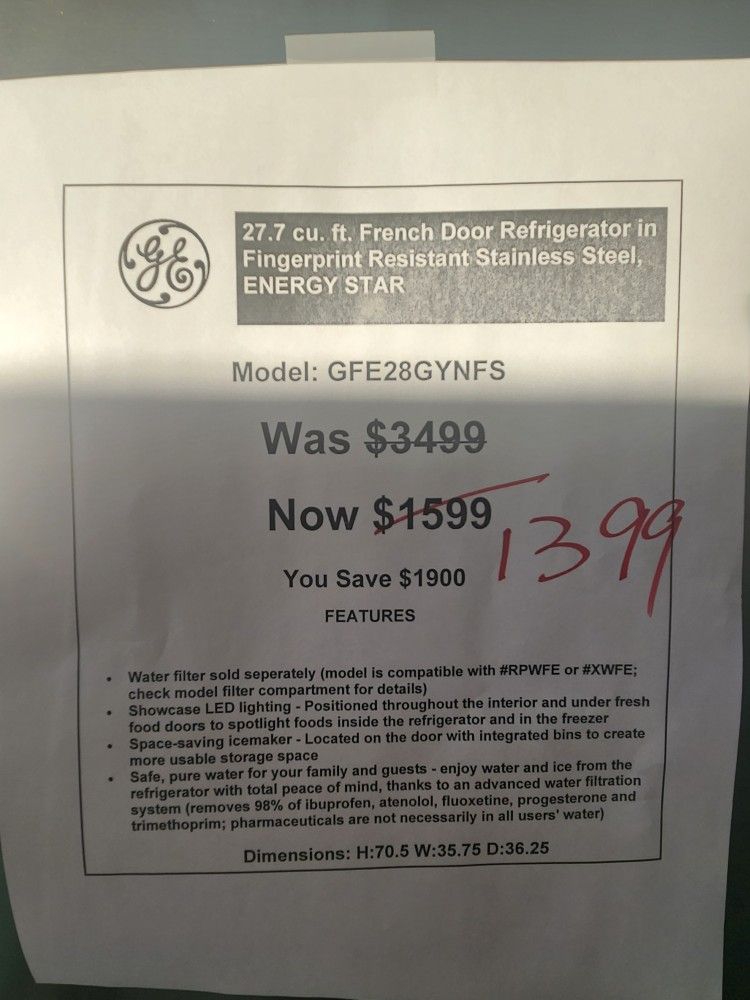 GE
27.7 cu. ft. French Door Refrigerator in
Fingerprint Resistant Stainless Steel,
ENERGY STAR
Model: GFE28GYNFS
Was $3499
Now $1599
1399
You Save $1900
FEATURES
• Water filter sold seperately (model is compatible with #RPWFE or #XWFE;
check model filter compartment for details)
• Showcase LED lighting - Positioned throughout the interior and under fresh
food doors to spotlight foods inside the refrigerator and in the freezer
• Space-saving icemaker - Located on the door with integrated bins to create
more usable storage space
• Safe, pure water for your family and guests - enjoy water and ice from the
refrigerator with total peace of mind, thanks to an advanced water filtration
system (removes 98% of ibuprofen, atenolol, fluoxetine, progesterone and
trimethoprim; pharmaceuticals are not necessarily in all users' water)
Dimensions: H:70.5 W:35.75 D:36.25